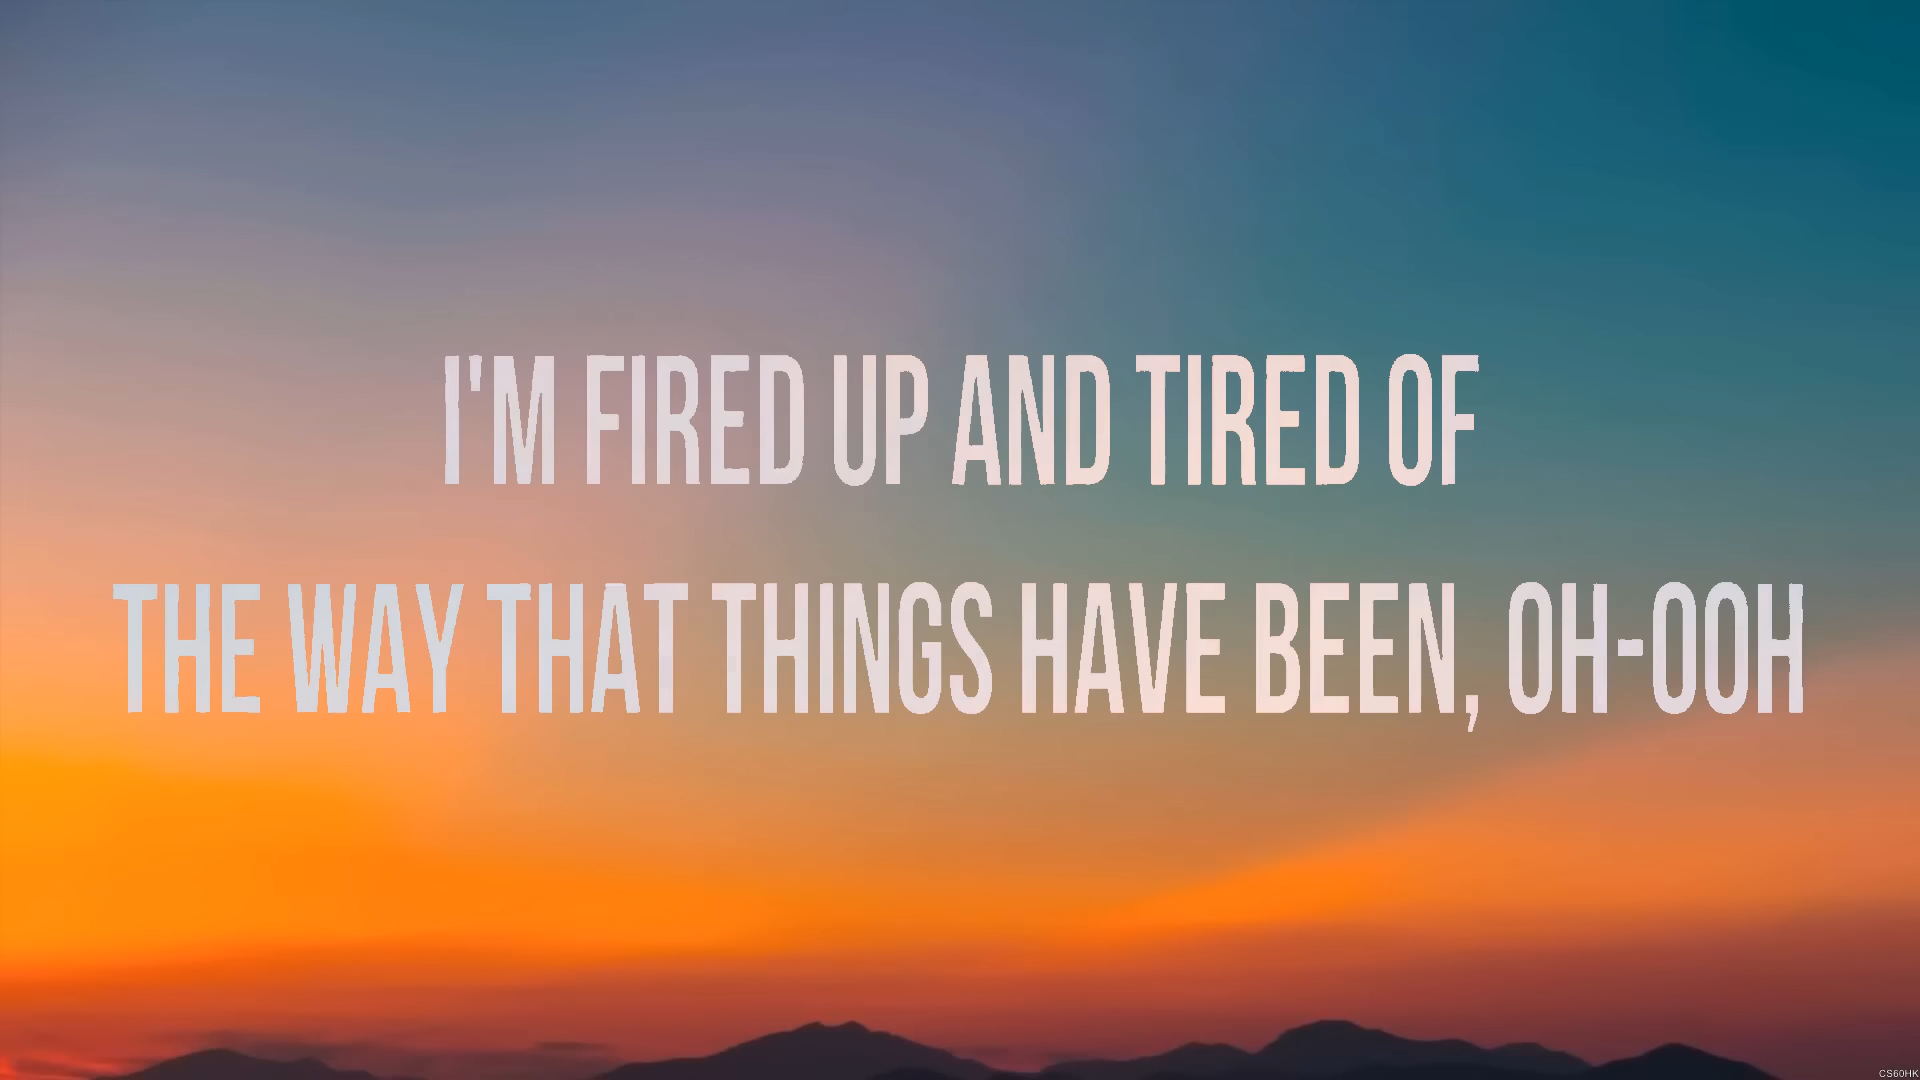 I'M FIRED UP AND TIRED OF
THE WAY THAT THINGS HAVE BEEN, OH-OOH
CS60HK